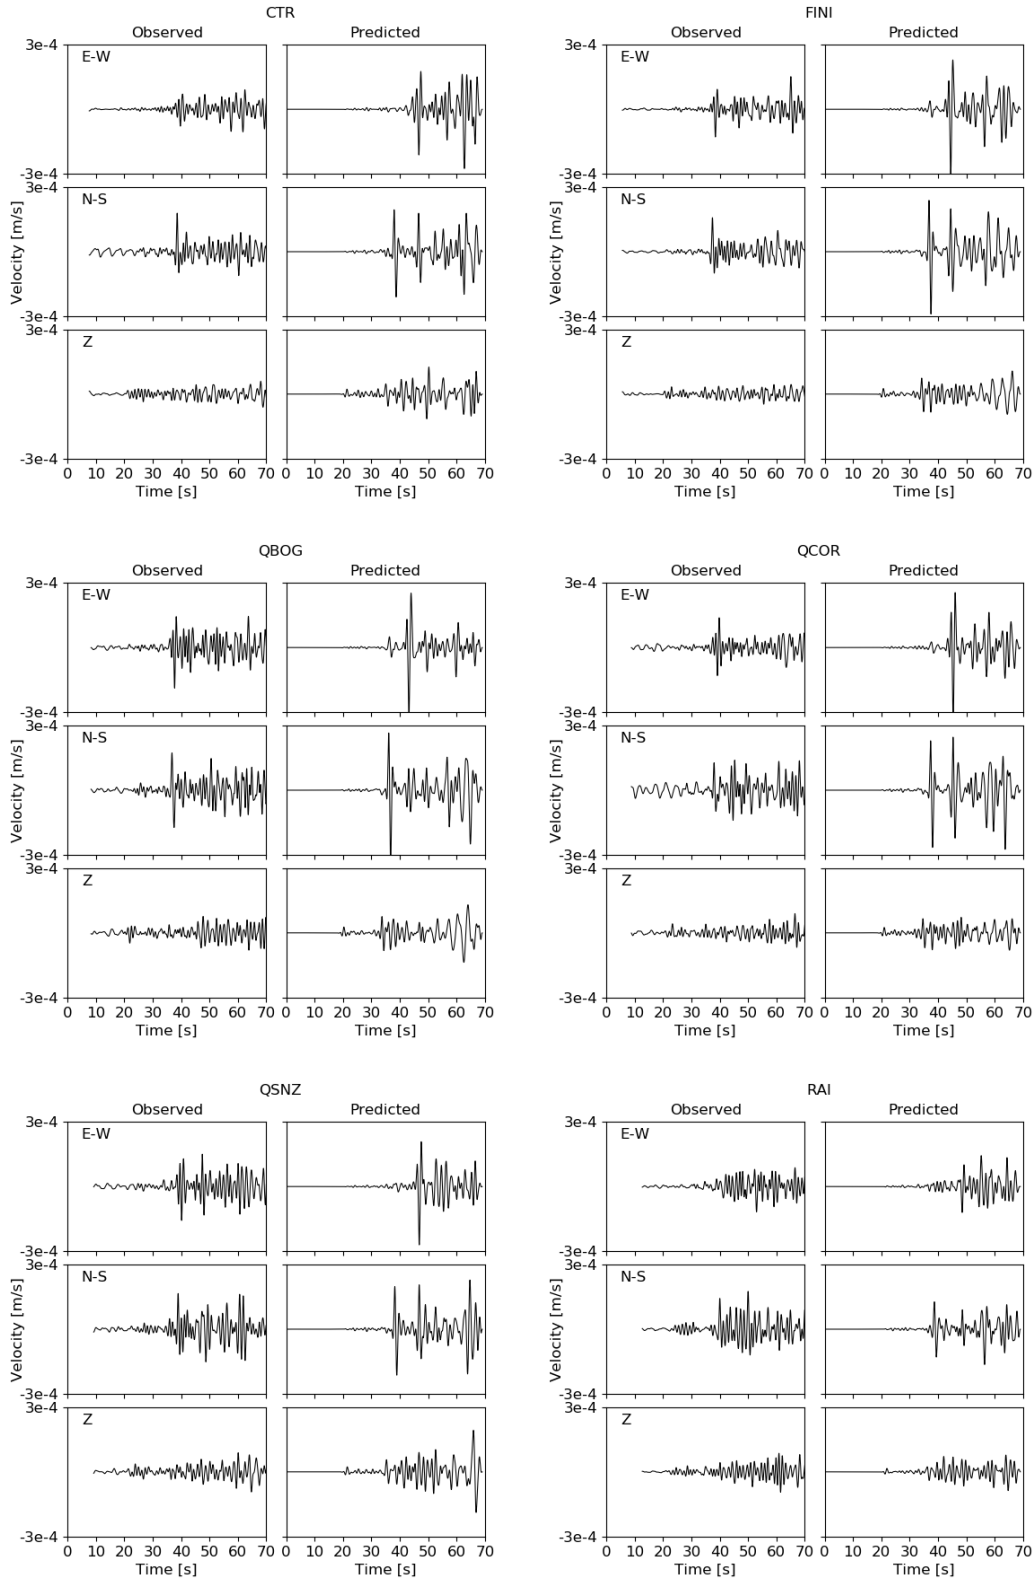 CTR
Observed Predicted
3e-4
E-W
-3e-4
3e-4
N-S
Velocity [m/s]
-3e-4
3e-4
Z
-3e-4
0 10 20 30 40 50 60 70 0 10 20 30 40 50 60 70
Time [s] Time [s]
FINI
Observed Predicted
3e-4
E-W
-3e-4
3e-4
N-S
Velocity [m/s]
-3e-4
3e-4
Z
-3e-4
0 10 20 30 40 50 60 70 0 10 20 30 40 50 60 70
Time [s] Time [s]
QBOG
Observed Predicted
3e-4
E-W
-3e-4
3e-4
N-S
Velocity [m/s]
-3e-4
3e-4
Z
-3e-4
0 10 20 30 40 50 60 70 0 10 20 30 40 50 60 70
Time [s] Time [s]
QCOR
Observed Predicted
3e-4
E-W
-3e-4
3e-4
N-S
Velocity [m/s]
-3e-4
3e-4
Z
-3e-4
0 10 20 30 40 50 60 70 0 10 20 30 40 50 60 70
Time [s] Time [s]
QSNZ
Observed Predicted
3e-4
E-W
-3e-4
3e-4
N-S
Velocity [m/s]
-3e-4
3e-4
Z
-3e-4
0 10 20 30 40 50 60 70 0 10 20 30 40 50 60 70
Time [s] Time [s]
RAI
Observed Predicted
3e-4
E-W
-3e-4
3e-4
N-S
Velocity [m/s]
-3e-4
3e-4
Z
-3e-4
0 10 20 30 40 50 60 70 0 10 20 30 40 50 60 70
Time [s] Time [s]